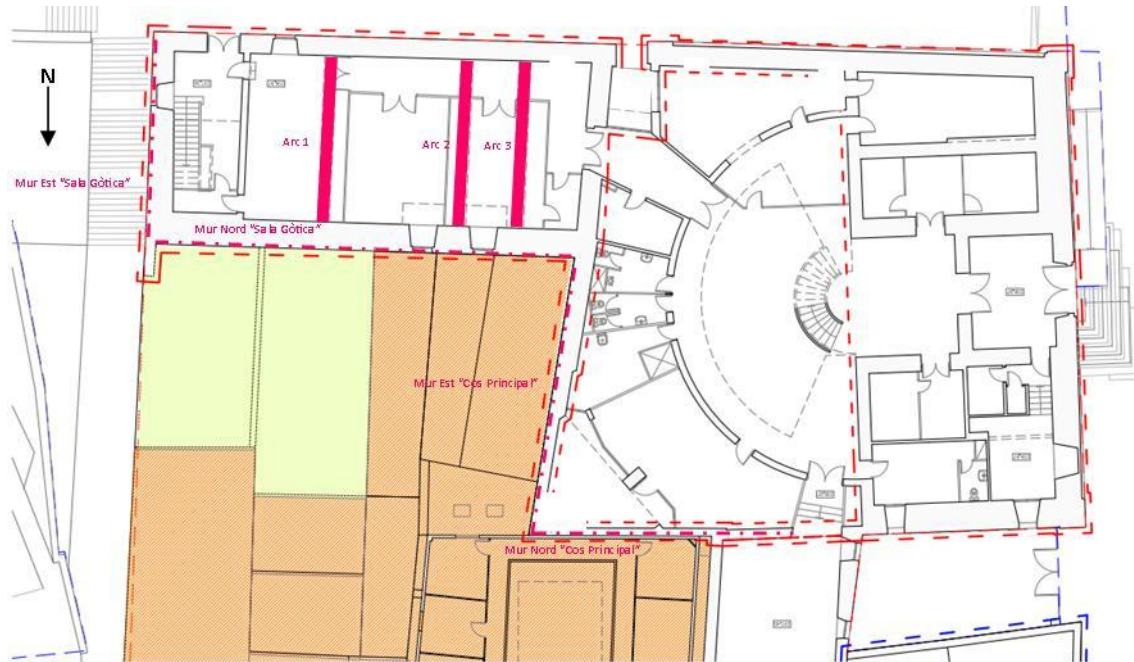 N
Arc 1
Arc 2
Arc 3
Mur Est "Sala Gòtica"
Mur Nord "Sala Gòtica"
Mur Est "Cos Principal"
Mur Nord "Cos Principal"